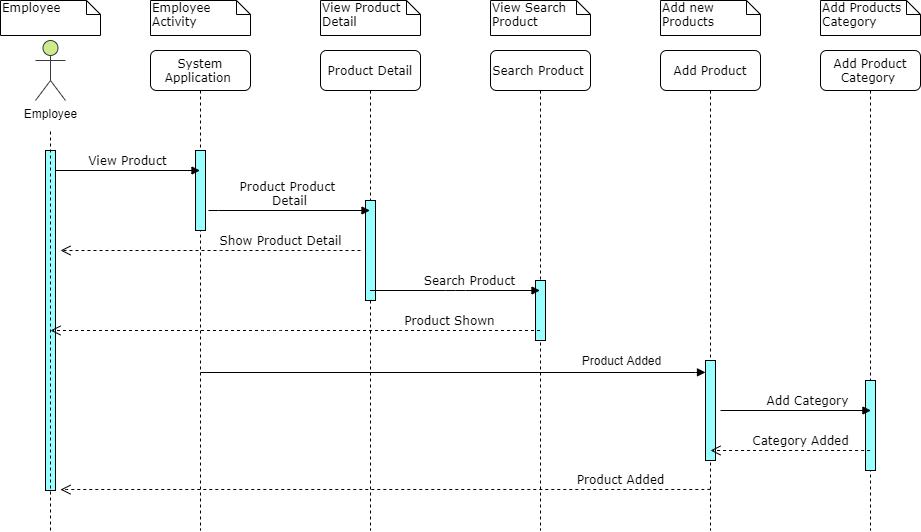 Employee
Employee
Activity
View Product
Detail
View Search
Product
Add new
Products
Add Products
Category
System
Application
Product Detail
Search Product
Add Product
Add Product
Category
Employee
View Product
Product Product
Detail
Show Product Detail
Search Product
Product Shown
Product Added
Add Category
Category Added
Product Added